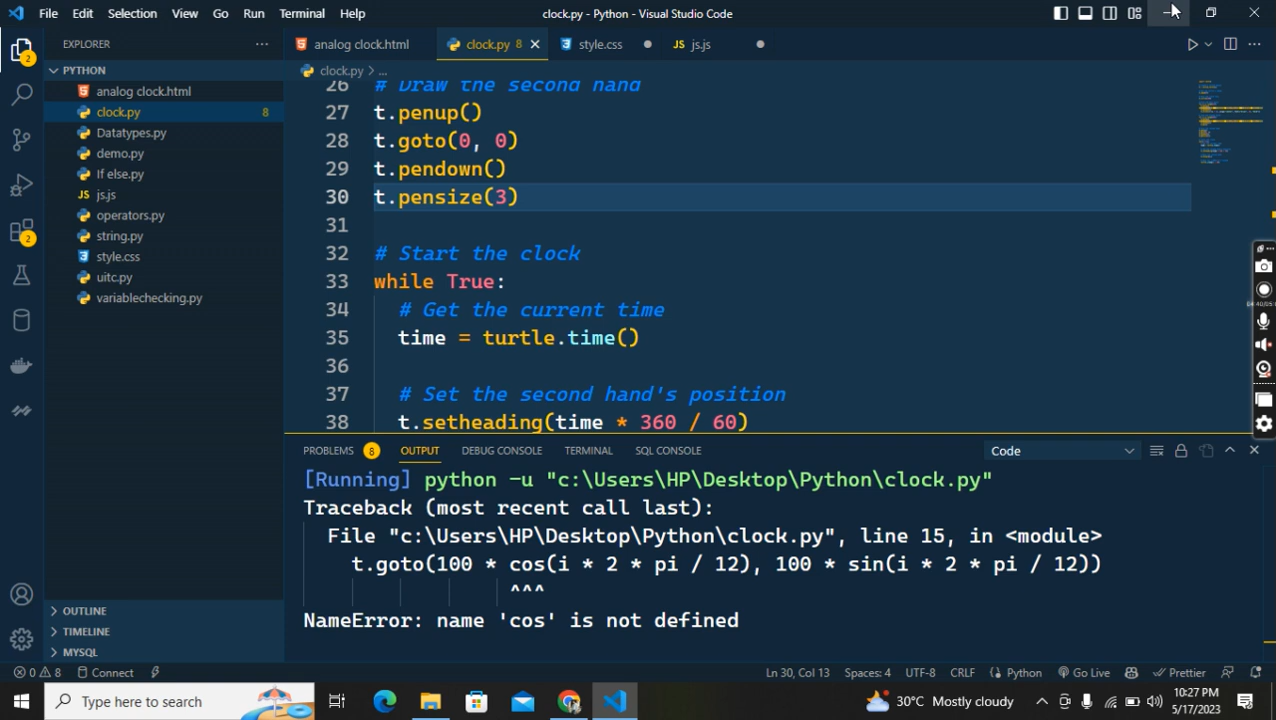 File Edit Selection View Go Run Terminal Help
clock.py - Python - Visual Studio Code
EXPLORER
analog clock.html
clock.py 8
style.css
JS js.js
PYTHON
clock.py > ...
analog clock.html
clock.py 8
Datatypes.py
demo.py
If else.py
JS js.js
operators.py
string.py
style.css
uitc.py
variablechecking.py
2
2
26 # Draw the second hand
27 t.penup()
28 t.goto(0, 0)
29 t.pendown()
30 t.pensize(3)
31
32 # Start the clock
33 while True:
34 # Get the current time
35 time = turtle.time()
36
37 # Set the second hand's position
38 t.setheading(time * 360 / 60)
PROBLEMS 8 OUTPUT DEBUG CONSOLE TERMINAL SQL CONSOLE Code
[Running] python -u "c:\Users\HP\Desktop\Python\clock.py"
Traceback (most recent call last):
File "c:\Users\HP\Desktop\Python\clock.py", line 15, in <module>
t.goto(100 * cos(i * 2 * pi / 12), 100 * sin(i * 2 * pi / 12))
^^^
NameError: name 'cos' is not defined
OUTLINE
TIMELINE
MYSQL
0 8 Connect
Ln 30, Col 13 Spaces: 4 UTF-8 CRLF Python Go Live Prettier
Type here to search
30°C Mostly cloudy
10:27 PM
5/17/2023